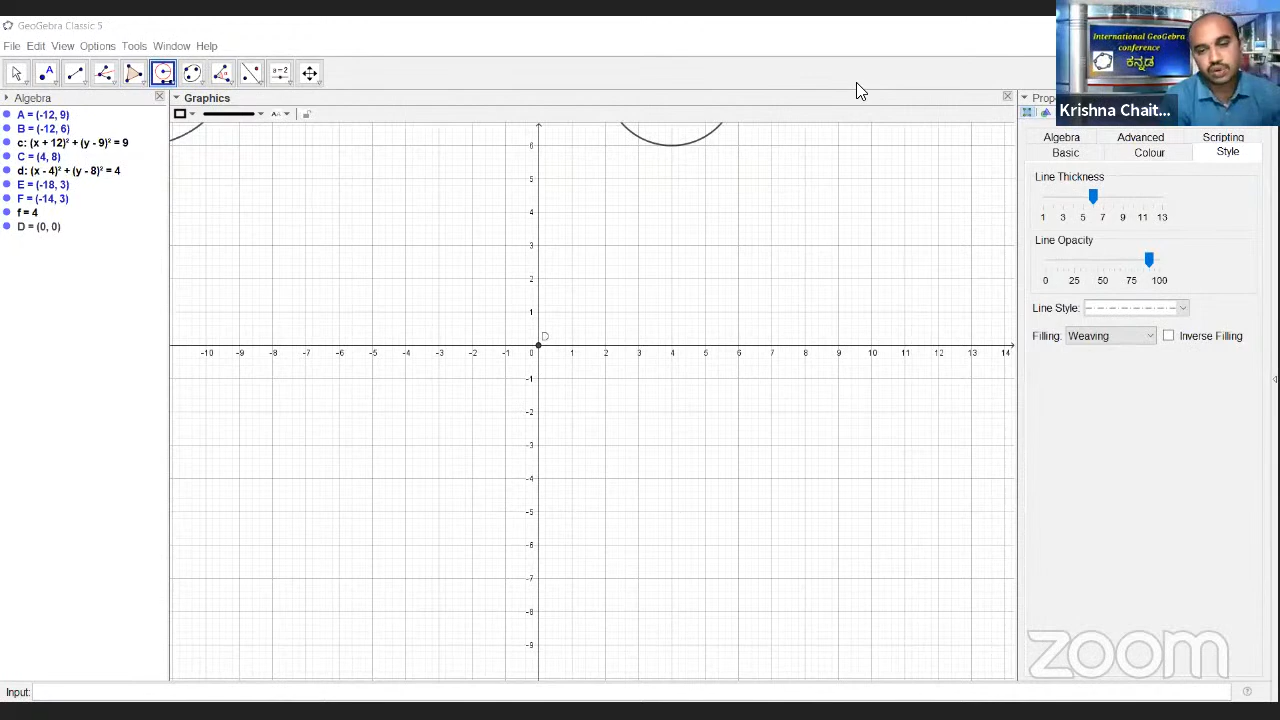 GeoGebra Classic 5
File Edit View Options Tools Window Help
A
a=2
Algebra
Graphics
A = (-12, 9)
B = (-12, 6)
c: (x + 12)² + (y - 9)² = 9
C = (4, 8)
d: (x - 4)² + (y - 8)² = 4
E = (-18, 3)
F = (-14, 3)
f = 4
D = (0, 0)
6
5
4
3
2
1
D
-10 -9 -8 -7 -6 -5 -4 -3 -2 -1 0 1 2 3 4 5 6 7 8 9 10 11 12 13 14
-1
-2
-3
-4
-5
-6
-7
-8
-9
International GeoGebra
conference
ಕನ್ನಡ
Krishna Chait...
Algebra Advanced Scripting
Basic Colour Style
Line Thickness
1 3 5 7 9 11 13
Line Opacity
0 25 50 75 100
Line Style:
Filling: Weaving Inverse Filling
zoom
Input: